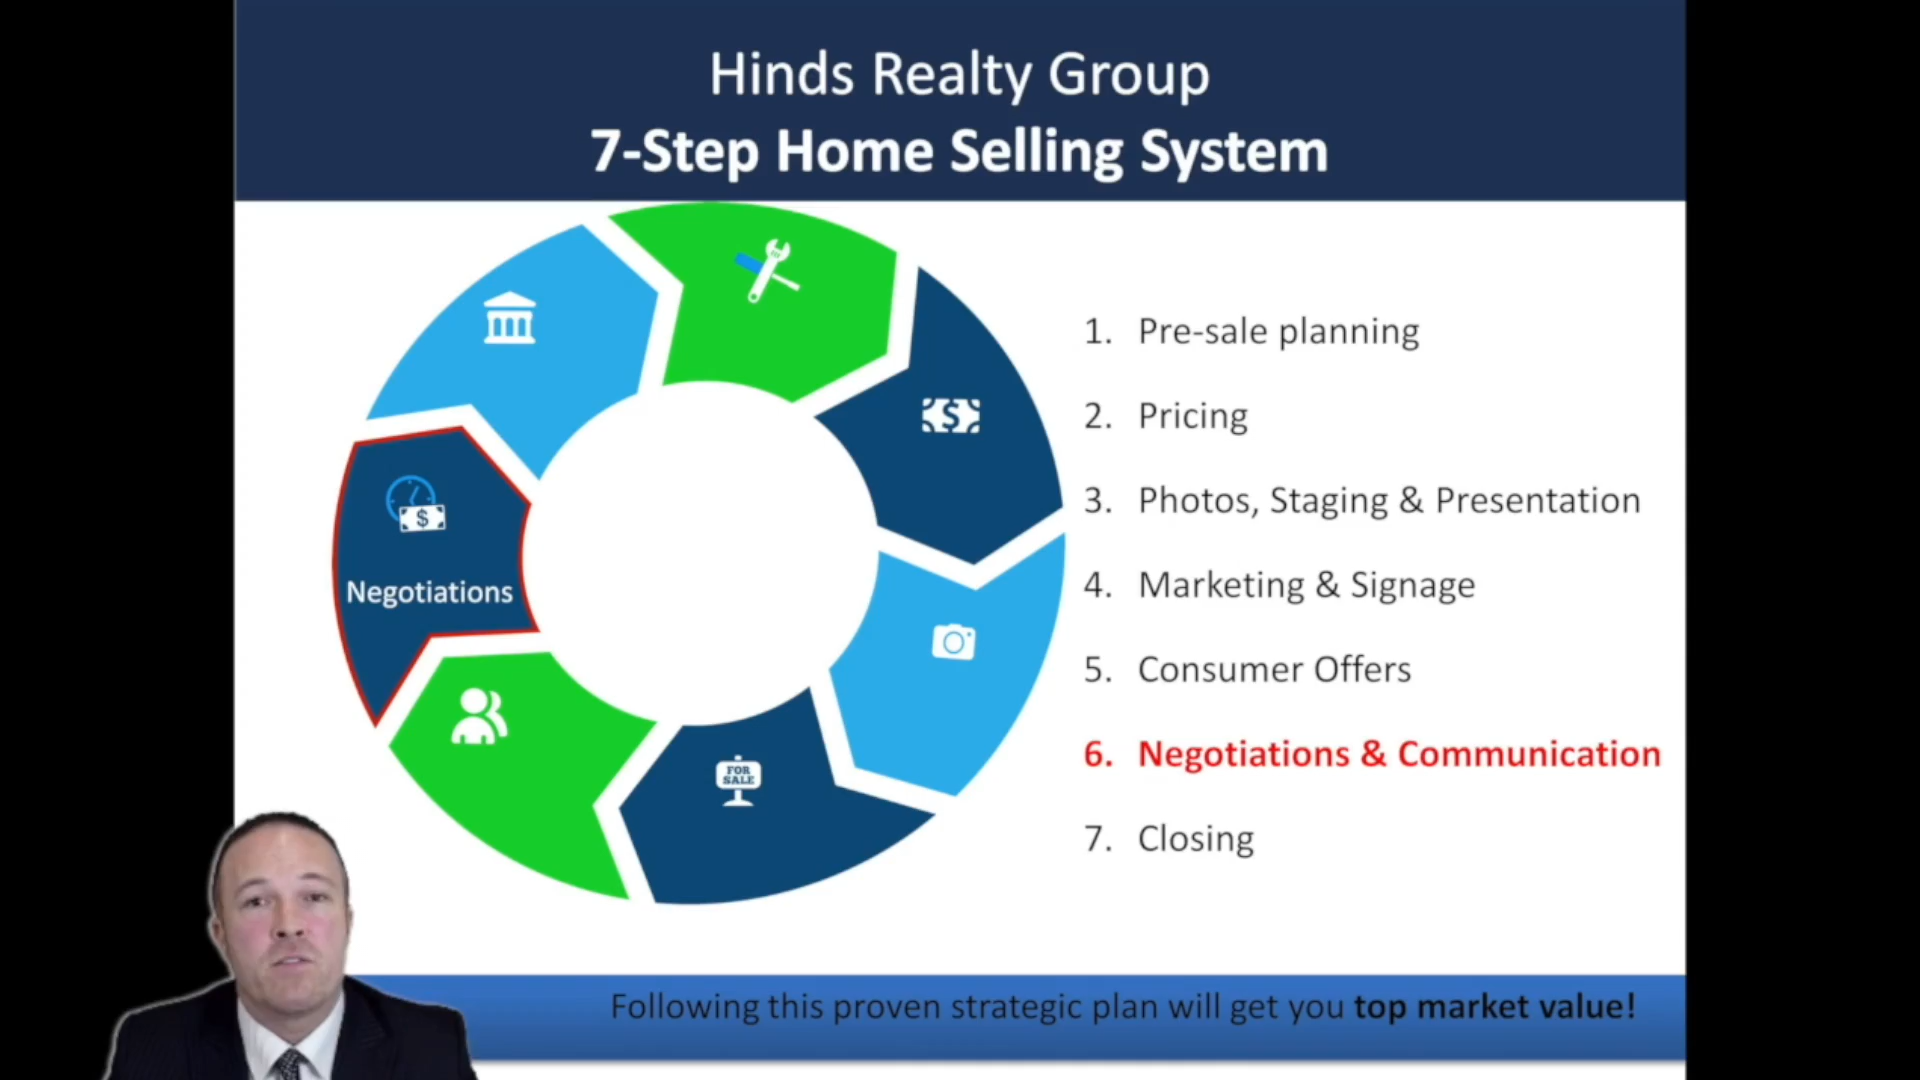 Hinds Realty Group
7-Step Home Selling System
$
$
Negotiations
FOR
SALE
1. Pre-sale planning
2. Pricing
3. Photos, Staging & Presentation
4. Marketing & Signage
5. Consumer Offers
6. Negotiations & Communication
7. Closing
Following this proven strategic plan will get you top market value!